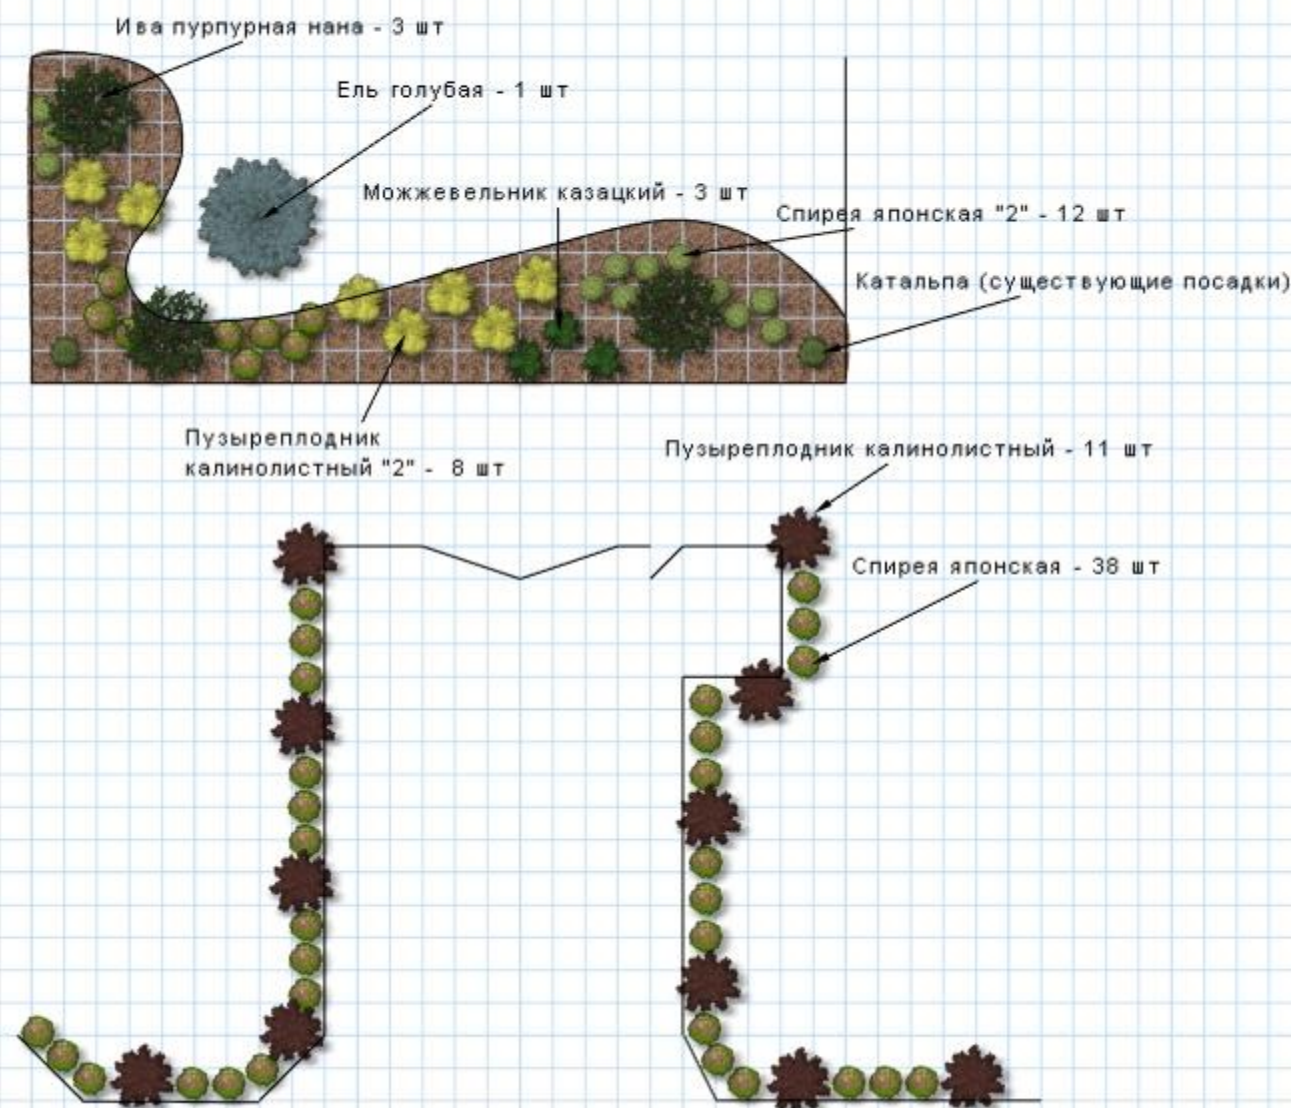 Ива пурпурная нана - 3 шт
Ель голубая - 1 шт
Можжевельник казацкий - 3 шт
Спирея японская "2" - 12 шт
Катальпа (существующие посадки)
Пузыреплодник
калинолистный "2" - 8 шт
Пузыреплодник калинолистный - 11 шт
Спирея японская - 38 шт